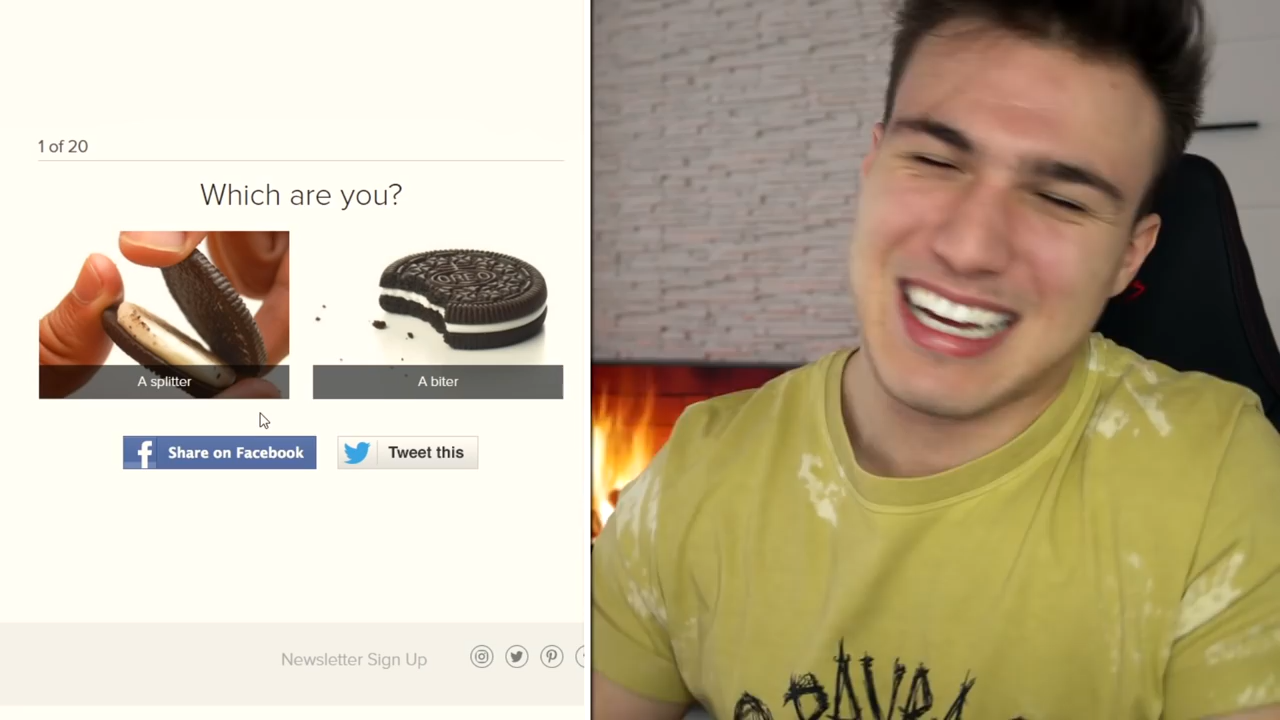 1 of 20
Which are you?
OREO
A splitter
A biter
Share on Facebook
Tweet this
Newsletter Sign Up